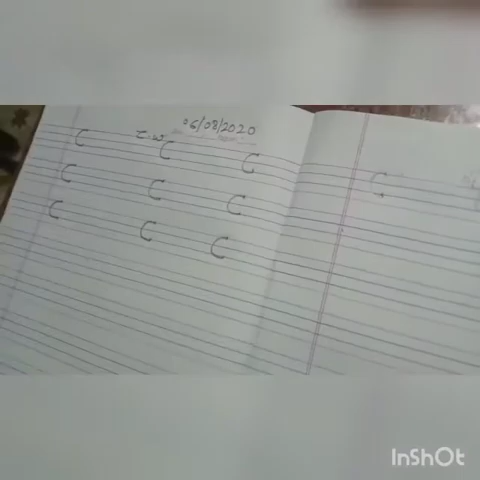 06/08/2020
C.W
C C C C
C C C
C C C
InShOt